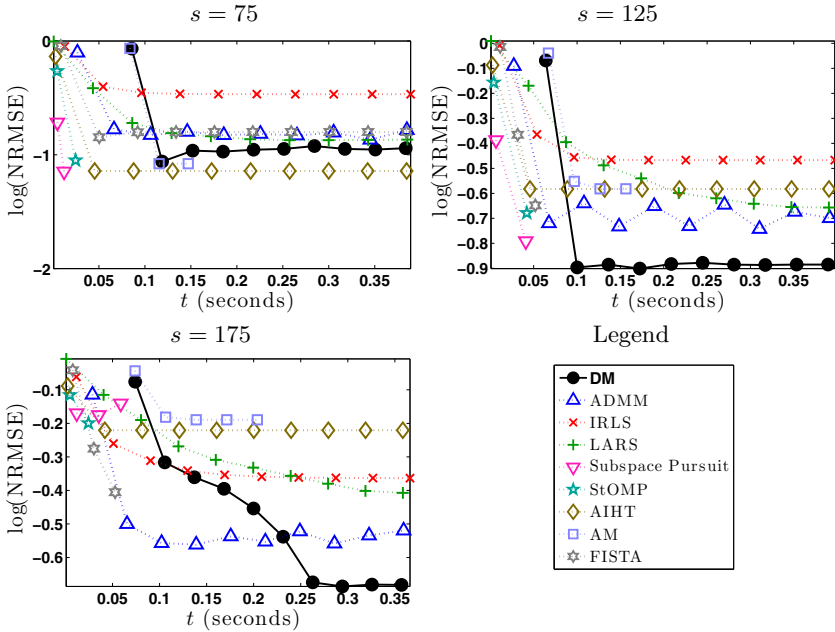 s = 75
0
−1
−2
log(NRMSE)
0.05 0.1 0.15 0.2 0.25 0.3 0.35
t (seconds)
s = 125
0
−0.1
−0.2
−0.3
−0.4
−0.5
−0.6
−0.7
−0.8
−0.9
log(NRMSE)
0.05 0.1 0.15 0.2 0.25 0.3 0.35
t (seconds)
s = 175
−0.1
−0.2
−0.3
−0.4
−0.5
−0.6
log(NRMSE)
0.05 0.1 0.15 0.2 0.25 0.3 0.35
t (seconds)
Legend
DM
ADMM
IRLS
LARS
Subspace Pursuit
StOMP
AIHT
AM
FISTA